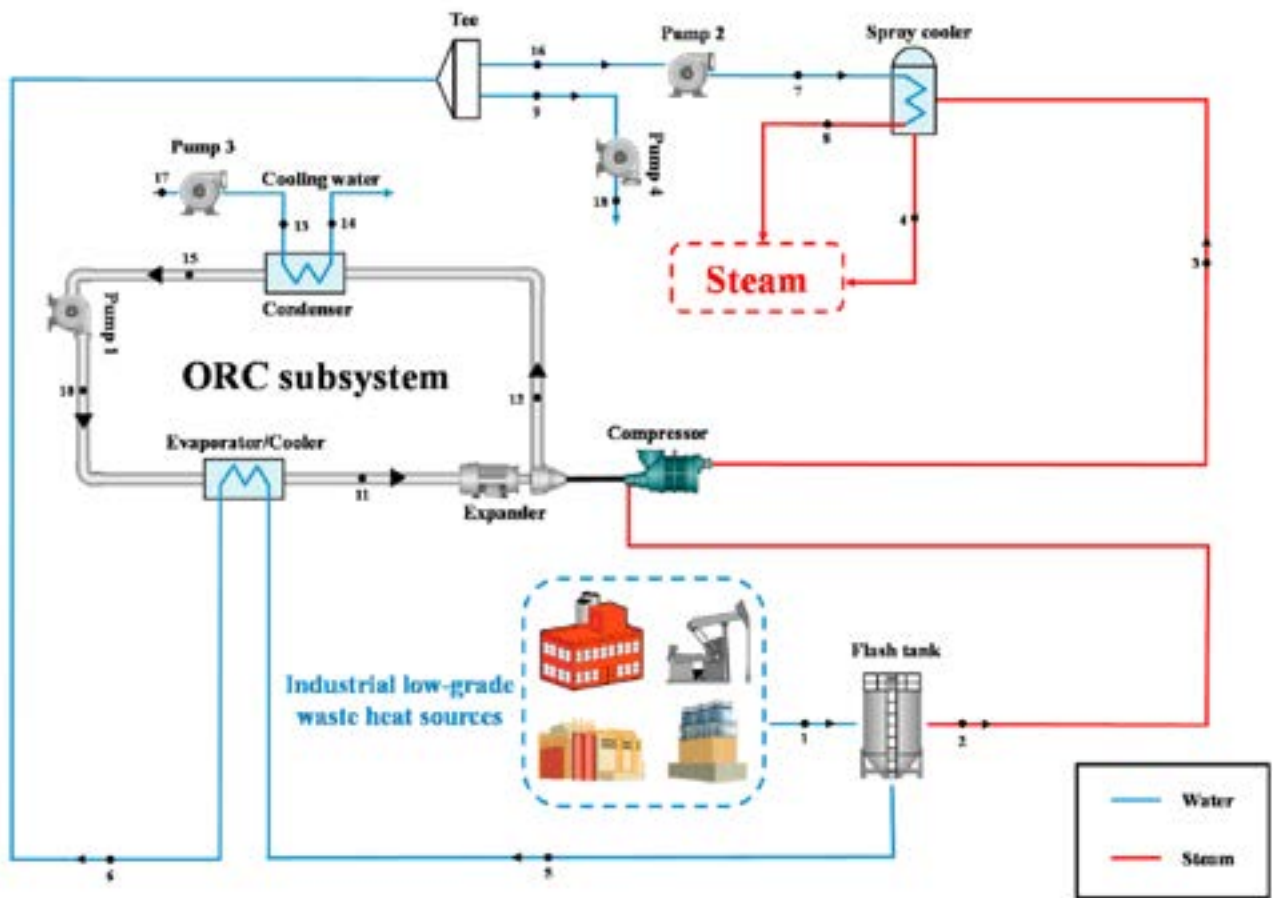 Tee
16
Pump 2
Spray cooler
7
9
8
Pump 3
Cooling water
Pump 4
17
18
4
13
14
15
Steam
3
Condenser
Pump 1
ORC subsystem
10
12
Evaporator/Cooler
Compressor
11
Expander
Flash tank
Industrial low-grade
waste heat sources
1
2
Water
Steam
6
5